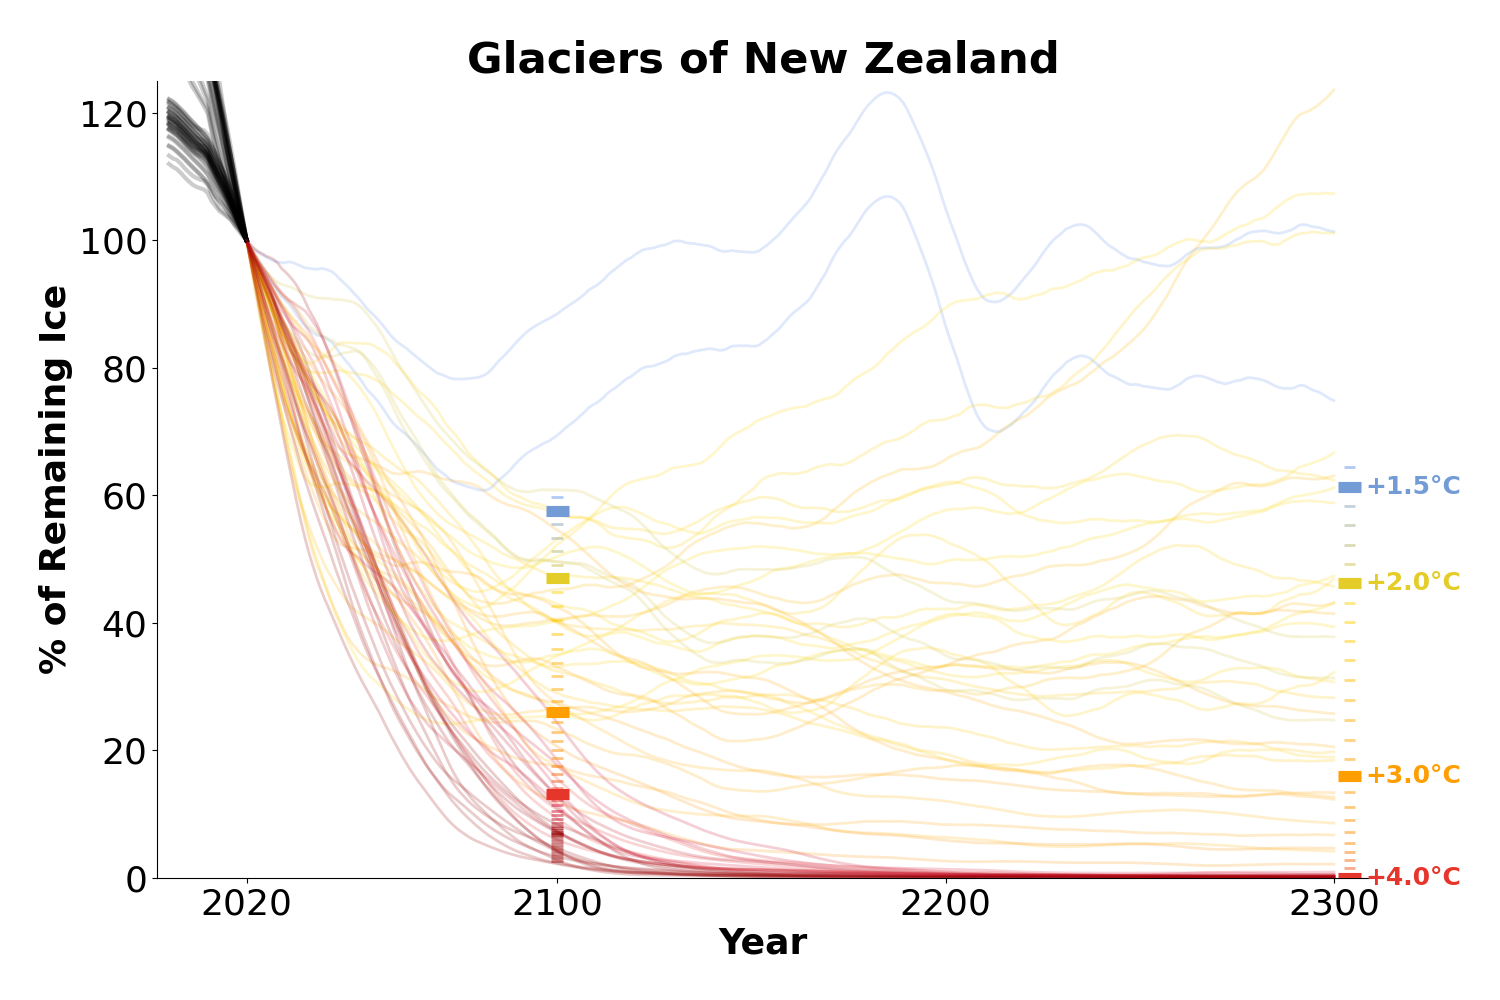 Glaciers of New Zealand
% of Remaining Ice
120
100
80
60
40
20
0
+1.5°C
+2.0°C
+3.0°C
+4.0°C
2020
2100
2200
2300
Year